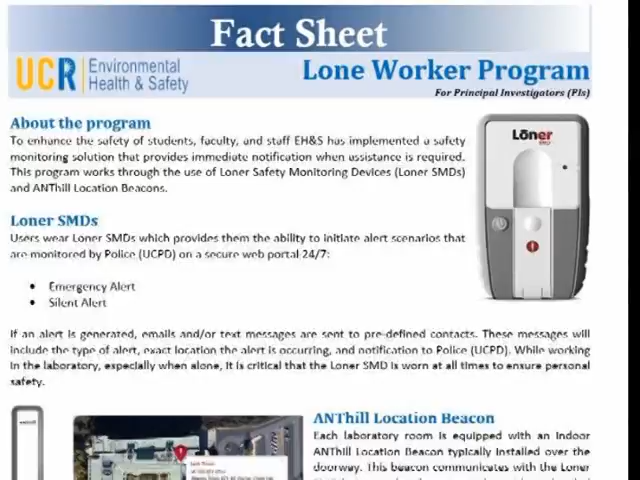 Fact Sheet
UCR Environmental
Health & Safety
Lone Worker Program
For Principal Investigators (PIs)
About the program
To enhance the safety of students, faculty, and staff EH&S has implemented a safety
monitoring solution that provides immediate notification when assistance is required.
This program works through the use of Loner Safety Monitoring Devices (Loner SMDs)
and ANThill Location Beacons.
Loner
Loner SMDs
Users wear Loner SMDs which provides them the ability to initiate alert scenarios that
are monitored by Police (UCPD) on a secure web portal 24/7:
• Emergency Alert
• Silent Alert
If an alert is generated, emails and/or text messages are sent to pre-defined contacts. These messages will
include the type of alert, exact location the alert is occurring, and notification to Police (UCPD). While working
in the laboratory, especially when alone, it is critical that the Loner SMD is worn at all times to ensure personal
safety.
ANThill Location Beacon
Each laboratory room is equipped with an indoor
ANThill Location Beacon typically installed over the
doorway. This beacon communicates with the Loner